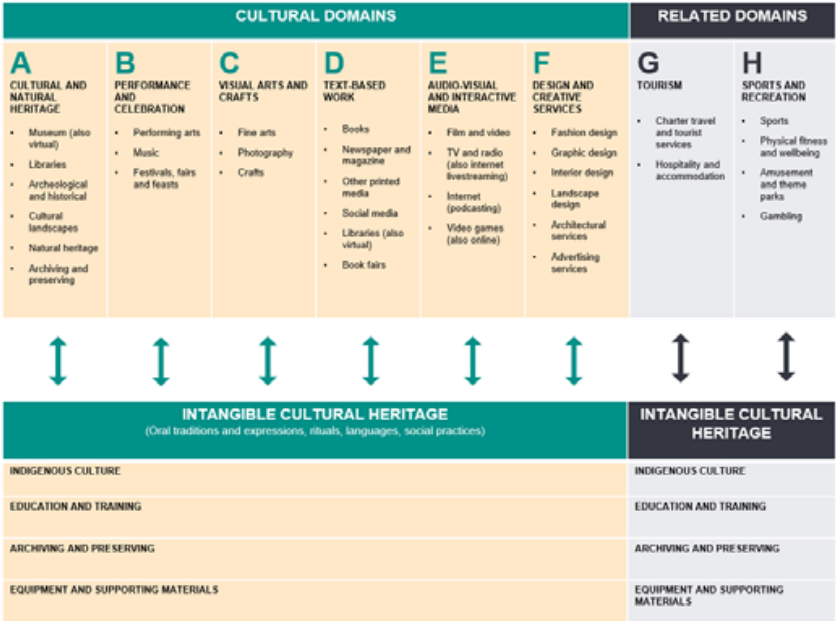 CULTURAL DOMAINS
RELATED DOMAINS
A
CULTURAL AND
NATURAL
HERITAGE
• Museum (also
virtual)
• Libraries
• Archeological
and historical
• Cultural
landscapes
• Natural heritage
• Archiving and
preserving
B
PERFORMANCE
AND
CELEBRATION
• Performing arts
• Music
• Festivals, fairs
and feasts
C
VISUAL ARTS AND
CRAFTS
• Fine arts
• Photography
• Crafts
D
TEXT-BASED
WORK
• Books
• Newspaper and
magazine
• Other printed
media
• Social media
• Libraries (also
virtual)
• Book fairs
E
AUDIO-VISUAL
AND INTERACTIVE
MEDIA
• Film and video
• TV and radio
(also internet
livestreaming)
• Internet
(podcasting)
• Video games
(also online)
F
DESIGN AND
CREATIVE
SERVICES
• Fashion design
• Graphic design
• Interior design
• Landscape
design
• Architectural
services
• Advertising
services
G
TOURISM
• Charter travel
and tourist
services
• Hospitality and
accommodation
H
SPORTS AND
RECREATION
• Sports
• Physical fitness
and wellbeing
• Amusement
and theme
parks
• Gambling
INTANGIBLE CULTURAL HERITAGE
(Oral traditions and expressions, rituals, languages, social practices)
INDIGENOUS CULTURE
EDUCATION AND TRAINING
ARCHIVING AND PRESERVING
EQUIPMENT AND SUPPORTING MATERIALS
INTANGIBLE CULTURAL
HERITAGE
INDIGENOUS CULTURE
EDUCATION AND TRAINING
ARCHIVING AND PRESERVING
EQUIPMENT AND SUPPORTING
MATERIALS